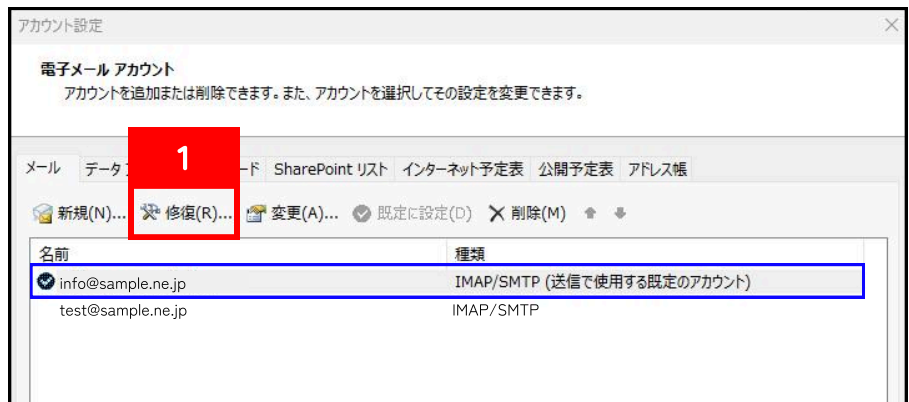 アカウント設定
電子メール アカウント
アカウントを追加または削除できます。また、アカウントを選択してその設定を変更できます。
1
メール データ ード SharePoint リスト インターネット予定表 公開予定表 アドレス帳
新規(N)... 修復(R)... 変更(A)... 既定に設定(D) 削除(M)
名前 種類
info@sample.ne.jp IMAP/SMTP (送信で使用する既定のアカウント)
test@sample.ne.jp IMAP/SMTP